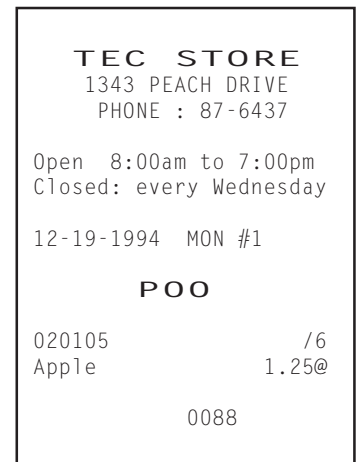 TEC STORE
1343 PEACH DRIVE
PHONE : 87-6437
Open 8:00am to 7:00pm
Closed: every Wednesday
12-19-1994 MON #1
POO
020105 /6
Apple 1.25@
0088